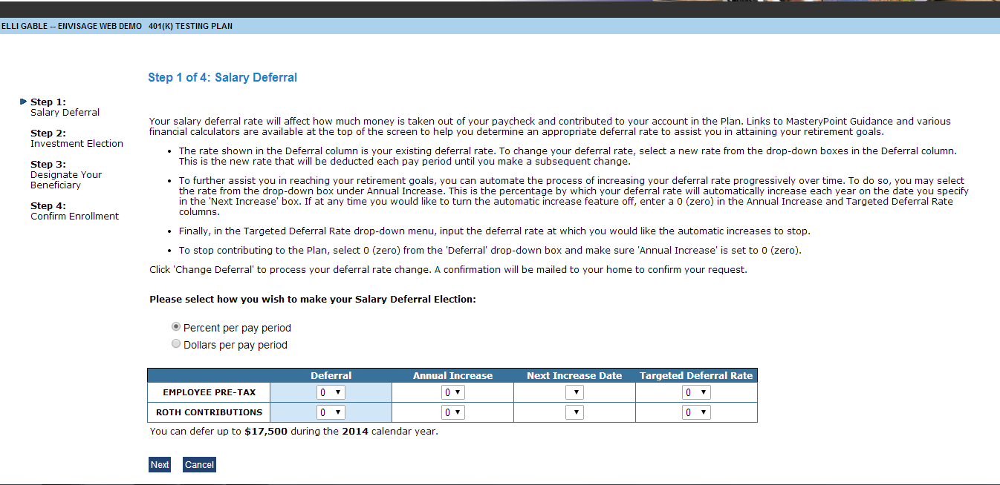 ELLI GABLE -- ENVISAGE WEB DEMO 401(K) TESTING PLAN
Step 1 of 4: Salary Deferral
Step 1:
Salary Deferral
Step 2:
Investment Election
Step 3:
Designate Your
Beneficiary
Step 4:
Confirm Enrollment
Your salary deferral rate will affect how much money is taken out of your paycheck and contributed to your account in the Plan. Links to MasteryPoint Guidance and various
financial calculators are available at the top of the screen to help you determine an appropriate deferral rate to assist you in attaining your retirement goals.
• The rate shown in the Deferral column is your existing deferral rate. To change your deferral rate, select a new rate from the drop-down boxes in the Deferral column.
This is the new rate that will be deducted each pay period until you make a subsequent change.
• To further assist you in reaching your retirement goals, you can automate the process of increasing your deferral rate progressively over time. To do so, you may select
the rate from the drop-down box under Annual Increase. This is the percentage by which your deferral rate will automatically increase each year on the date you specify
in the 'Next Increase' box. If at any time you would like to turn the automatic increase feature off, enter a 0 (zero) in the Annual Increase and Targeted Deferral Rate
columns.
• Finally, in the Targeted Deferral Rate drop-down menu, input the deferral rate at which you would like the automatic increases to stop.
• To stop contributing to the Plan, select 0 (zero) from the 'Deferral' drop-down box and make sure 'Annual Increase' is set to 0 (zero).
Click 'Change Deferral' to process your deferral rate change. A confirmation will be mailed to your home to confirm your request.
Please select how you wish to make your Salary Deferral Election:
Percent per pay period
Dollars per pay period
Deferral Annual Increase Next Increase Date Targeted Deferral Rate
EMPLOYEE PRE-TAX 0 0 0
ROTH CONTRIBUTIONS 0 0 0
You can defer up to $17,500 during the 2014 calendar year.
Next Cancel